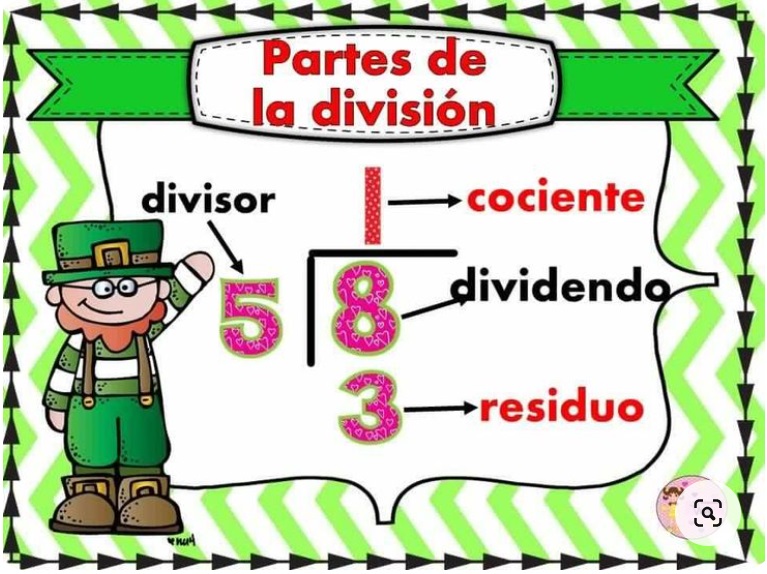 Partes de
la división
divisor
1
cociente
5
8
dividendo
3
residuo